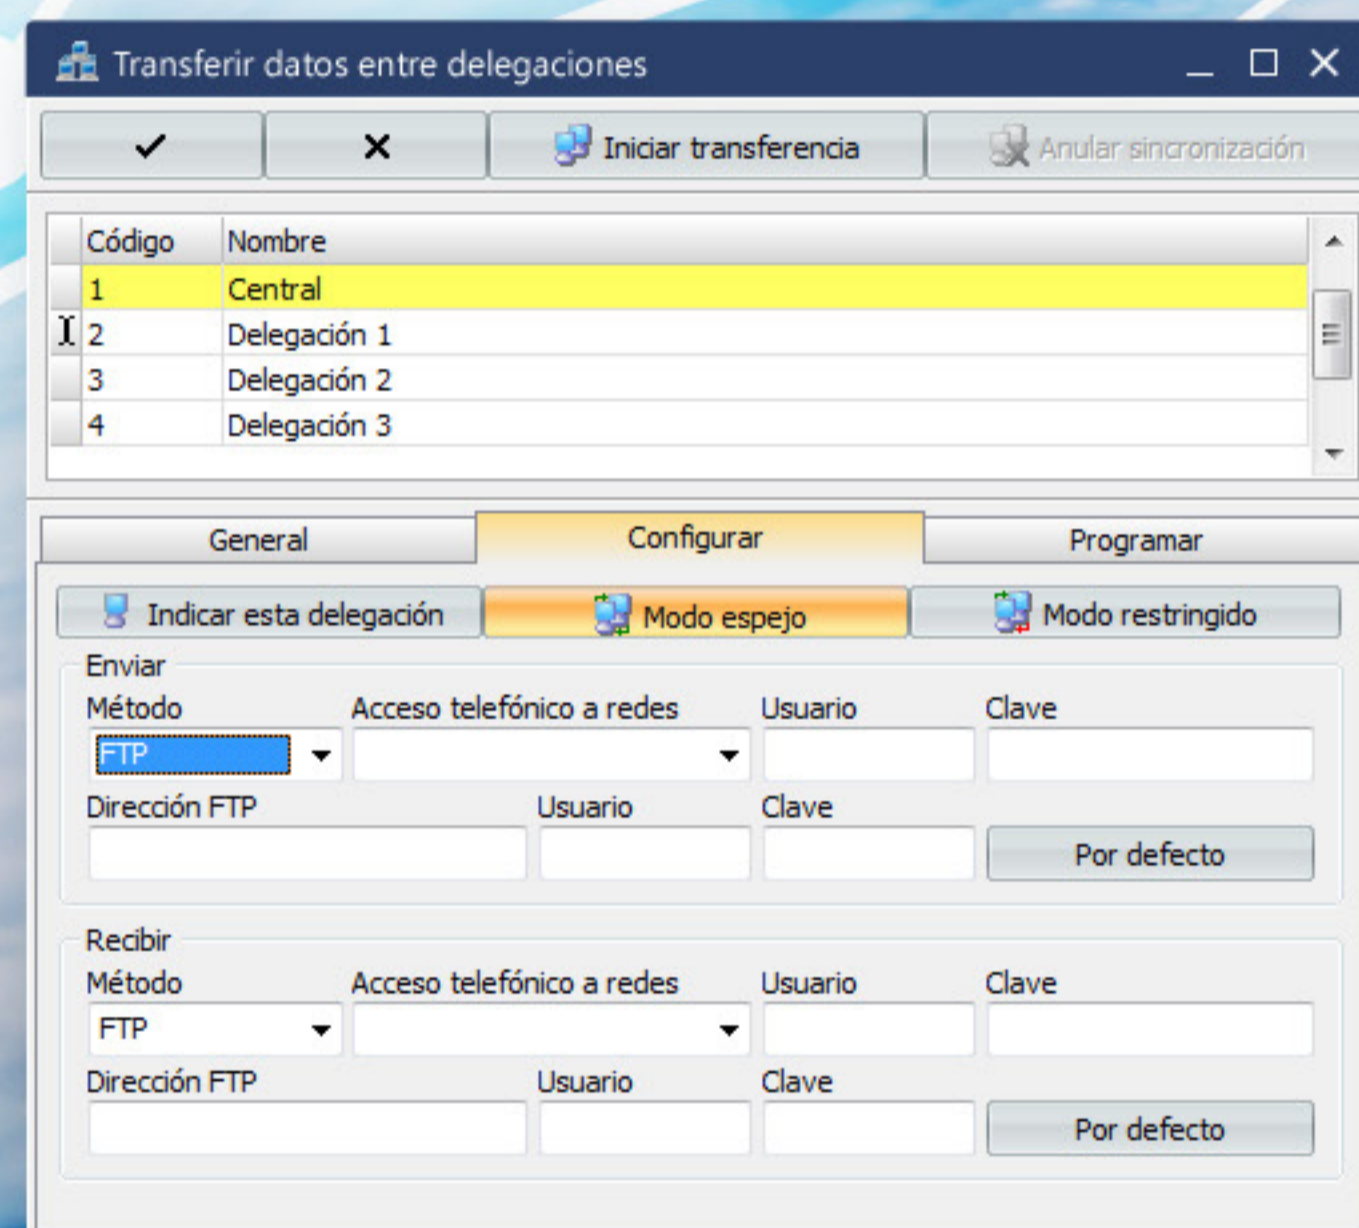 Transferir datos entre delegaciones
Iniciar transferencia Anular sincronización
Código Nombre
1 Central
2 Delegación 1
3 Delegación 2
4 Delegación 3
General Configurar Programar
Indicar esta delegación Modo espejo Modo restringido
Enviar
Método Acceso telefónico a redes Usuario Clave
FTP
Dirección FTP Usuario Clave
Por defecto
Recibir
Método Acceso telefónico a redes Usuario Clave
FTP
Dirección FTP Usuario Clave
Por defecto